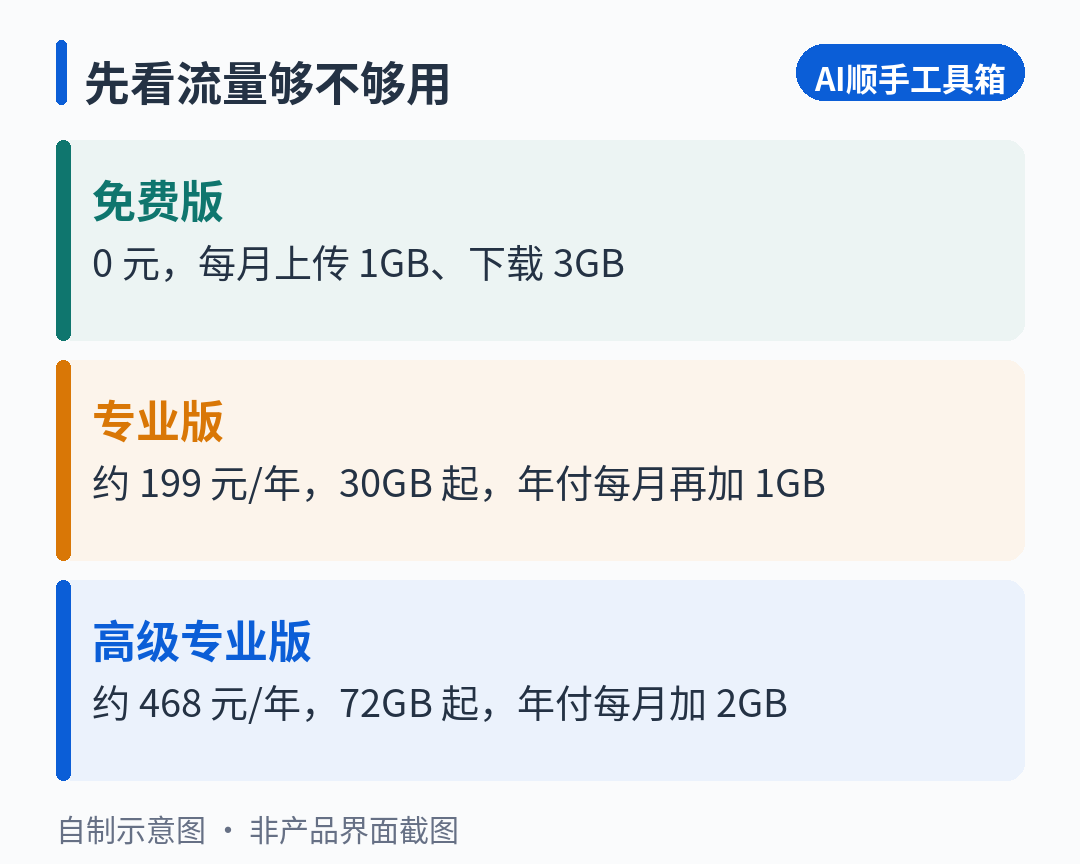 先看流量够不够用
AI顺手工具箱
免费版
0 元，每月上传 1GB、下载 3GB
专业版
约 199 元/年，30GB 起，年付每月再加 1GB
高级专业版
约 468 元/年，72GB 起，年付每月加 2GB
自制示意图 · 非产品界面截图